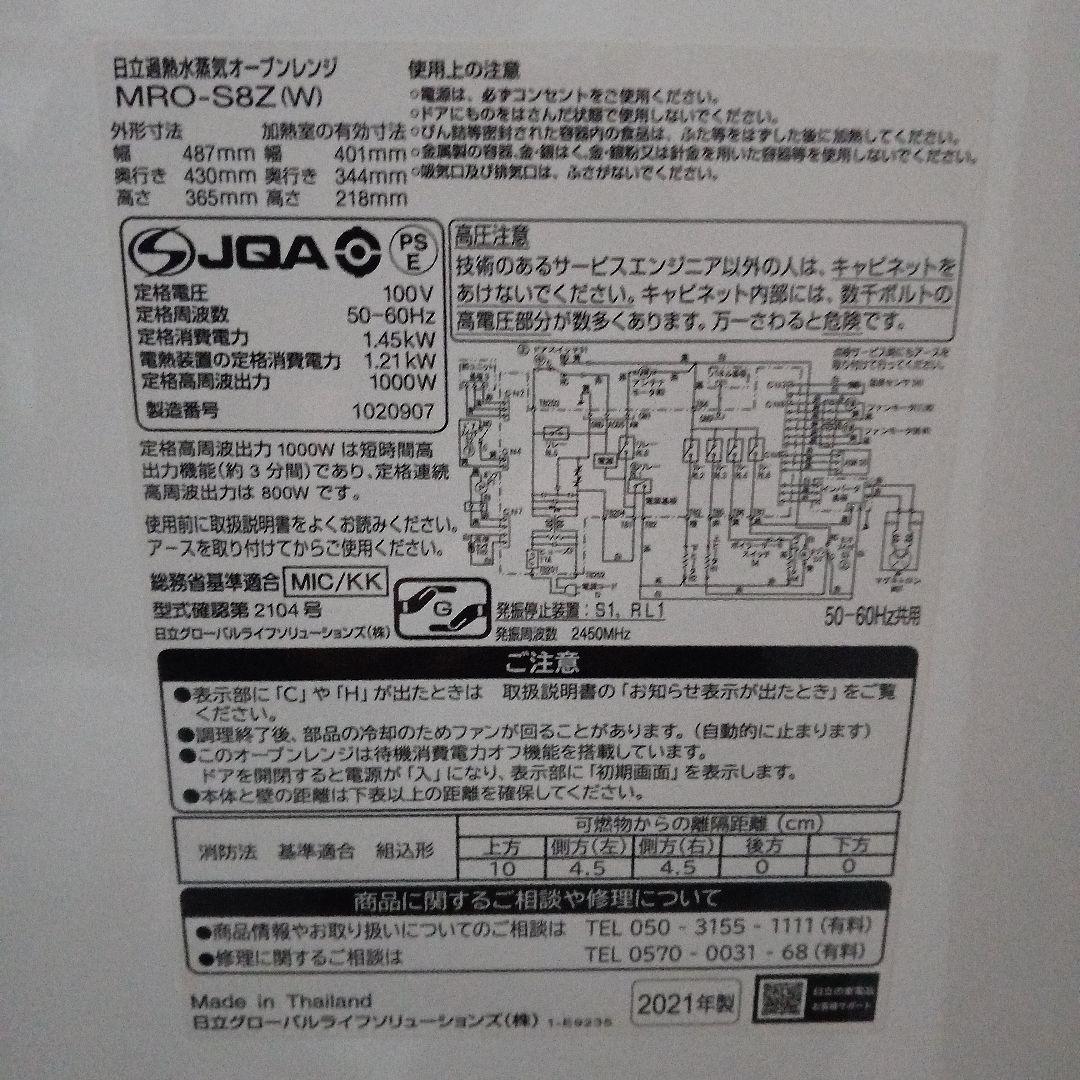 日立過熱水蒸気オーブンレンジ
MRO-S8Z(W)
外形寸法 加熱室の有効寸法
幅 487mm 幅 401mm
奥行き 430mm 奥行き 344mm
高さ 365mm 高さ 218mm
使用上の注意
○電源は、必ずコンセントをご使用ください。
○ドアにものをはさんだ状態で使用しないでください。
○びん詰等密封された容器内の食品は、ふた等をはずした後に加熱してください。
○金属製の容器、金・銀はく、金・銀粉又は針金を用いた容器等を使用しないでください。
○吸気口及び排気口は、ふさがないでください。
JQA
PS
E
定格電圧 100V
定格周波数 50-60Hz
定格消費電力 1.45kW
電熱装置の定格消費電力 1.21kW
定格高周波出力 1000W
製造番号 1020907
高圧注意
技術のあるサービスエンジニア以外の人は、キャビネットを
あけないでください。キャビネット内部には、数千ボルトの
高電圧部分が数多くあります。万一さわると危険です。
定格高周波出力1000Wは短時間高
出力機能(約3分間)であり、定格連続
高周波出力は800Wです。
使用前に取扱説明書をよくお読みください。
アースを取り付けてからご使用ください。
総務省基準適合 MIC/KK
型式確認第2104号
日立グローバルライフソリューションズ(株)
G
発振停止装置:S1, RL1
発振周波数 2450MHz
50-60Hz共用
ご注意
●表示部に「C」や「H」が出たときは 取扱説明書の「お知らせ表示が出たとき」をご覧
ください。
●調理終了後、部品の冷却のためファンが回ることがあります。(自動的に止まります)
●このオーブンレンジは待機消費電力オフ機能を搭載しています。
ドアを開閉すると電源が「入」になり、表示部に「初期画面」を表示します。
●本体と壁の距離は下表以上の距離を確保してください。
消防法 基準適合 組込形
可燃物からの離隔距離(cm)
上方 側方(左) 側方(右) 後方 下方
10 4.5 4.5 0 0
商品に関するご相談や修理について
●商品情報やお取り扱いについてのご相談は TEL 050-3155-1111(有料)
●修理に関するご相談は TEL 0570-0031-68(有料)
Made in Thailand
日立グローバルライフソリューションズ(株) 1-E9235
2021年製
日立の家電品
お客様サポート